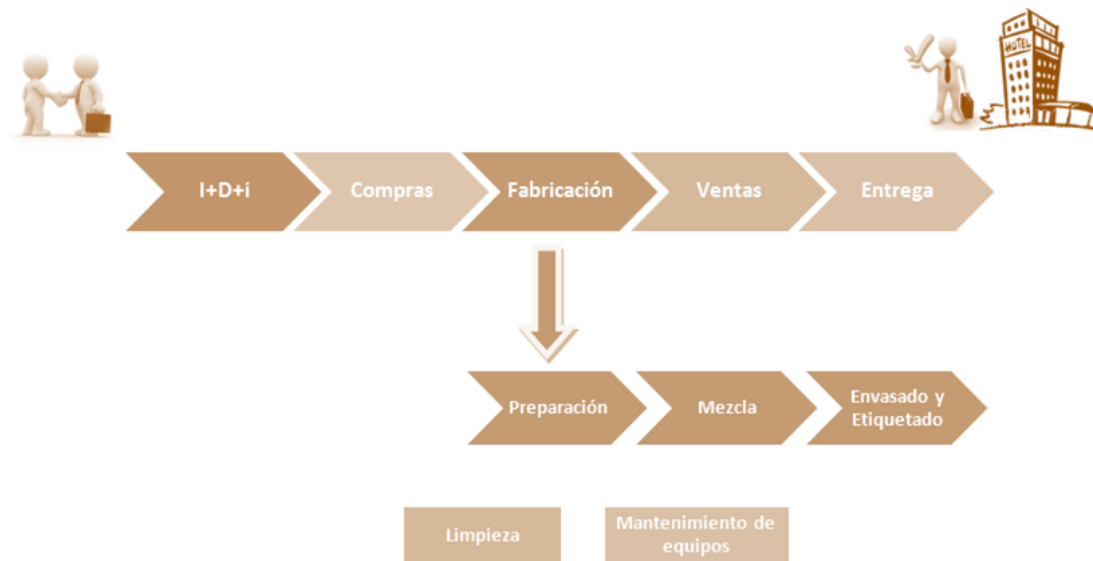 HOTEL
I+D+i
Compras
Fabricación
Ventas
Entrega
Preparación
Mezcla
Envasado y
Etiquetado
Limpieza
Mantenimiento de
equipos